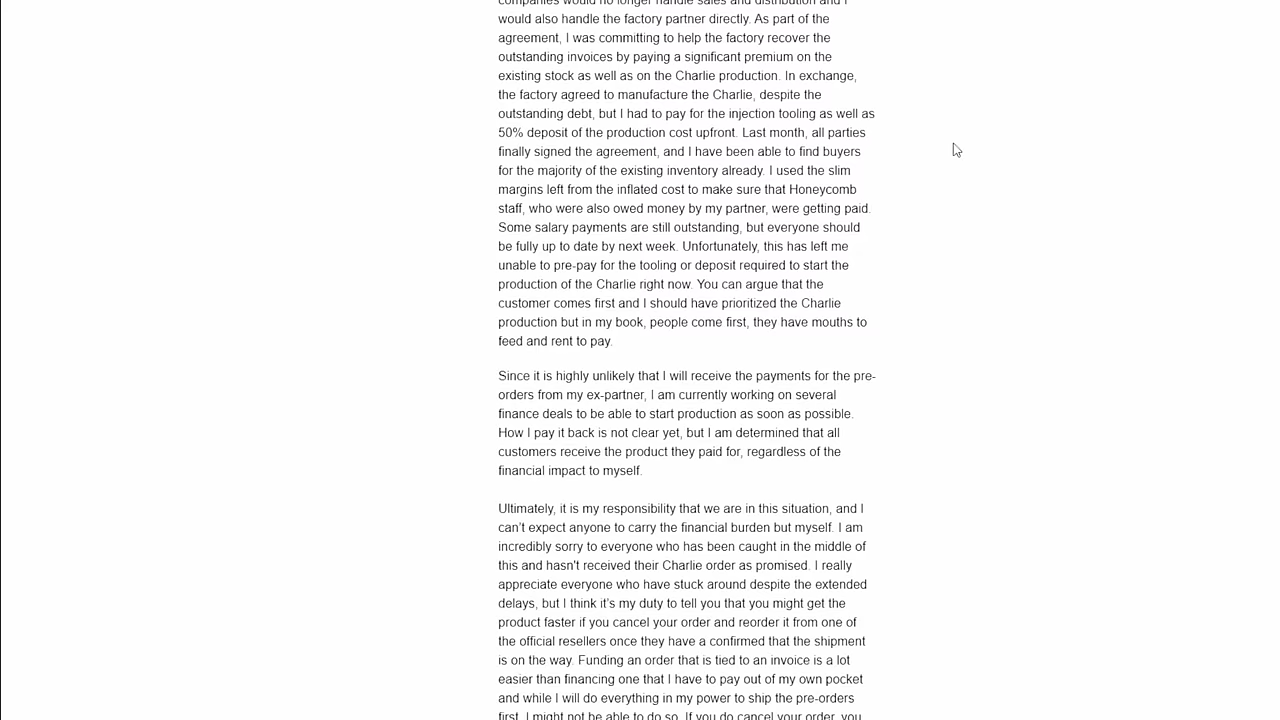 companies would no longer handle sales and distribution and I
would also handle the factory partner directly. As part of the
agreement, I was committing to help the factory recover the
outstanding invoices by paying a significant premium on the
existing stock as well as on the Charlie production. In exchange,
the factory agreed to manufacture the Charlie, despite the
outstanding debt, but I had to pay for the injection tooling as well as
50% deposit of the production cost upfront. Last month, all parties
finally signed the agreement, and I have been able to find buyers
for the majority of the existing inventory already. I used the slim
margins left from the inflated cost to make sure that Honeycomb
staff, who were also owed money by my partner, were getting paid.
Some salary payments are still outstanding, but everyone should
be fully up to date by next week. Unfortunately, this has left me
unable to pre-pay for the tooling or deposit required to start the
production of the Charlie right now. You can argue that the
customer comes first and I should have prioritized the Charlie
production but in my book, people come first, they have mouths to
feed and rent to pay.
Since it is highly unlikely that I will receive the payments for the pre-
orders from my ex-partner, I am currently working on several
finance deals to be able to start production as soon as possible.
How I pay it back is not clear yet, but I am determined that all
customers receive the product they paid for, regardless of the
financial impact to myself.
Ultimately, it is my responsibility that we are in this situation, and I
can’t expect anyone to carry the financial burden but myself. I am
incredibly sorry to everyone who has been caught in the middle of
this and hasn't received their Charlie order as promised. I really
appreciate everyone who have stuck around despite the extended
delays, but I think it’s my duty to tell you that you might get the
product faster if you cancel your order and reorder it from one of
the official resellers once they have a confirmed that the shipment
is on the way. Funding an order that is tied to an invoice is a lot
easier than financing one that I have to pay out of my own pocket
and while I will do everything in my power to ship the pre-orders
first, I might not be able to do so. If you do cancel your order, you